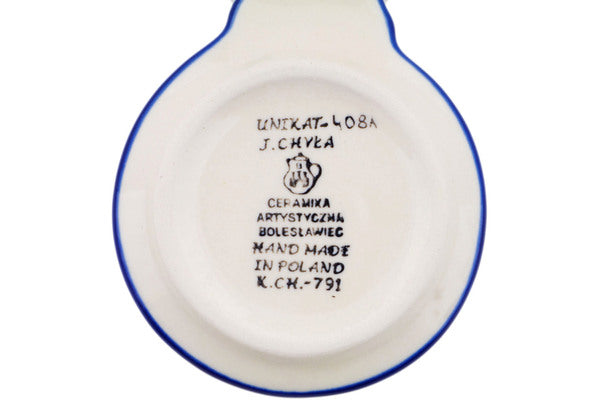 UNIKAT-408A
J. CHYŁA
CERAMIKA
ARTYSTYCZNA
BOLESŁAWIEC
HAND MADE
IN POLAND
K.CH.-791